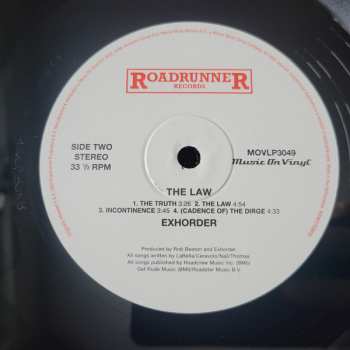 ROADRUNNER
RECORDS
SIDE TWO
STEREO
33 ⅓ RPM
MOVLP3049
Music On Vinyl
THE LAW
1. THE TRUTH 3:26 2. THE LAW 4:54
3. INCONTINENCE 3:45 4. (CADENCE OF) THE DIRGE 4:33
EXHORDER
Produced by Rob Beaton and Exhorder.
All songs written by LaBella/Ceravolo/Nail/Thomas
All songs published by Roadcrew Music Inc. (BMI)/
Get Rude Music (BMI)/Roadster Music B.V.